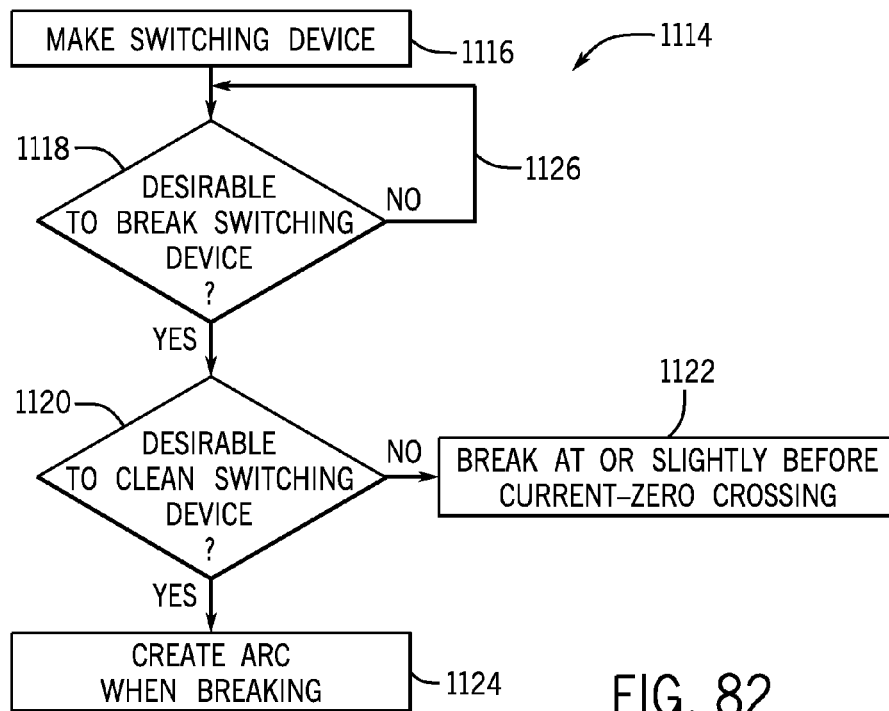 MAKE SWITCHING DEVICE
1116
1114
1118
DESIRABLE
TO BREAK SWITCHING
DEVICE
?
NO
1126
YES
1120
DESIRABLE
TO CLEAN SWITCHING
DEVICE
?
NO
1122
BREAK AT OR SLIGHTLY BEFORE
CURRENT-ZERO CROSSING
YES
CREATE ARC
WHEN BREAKING
1124
FIG. 82